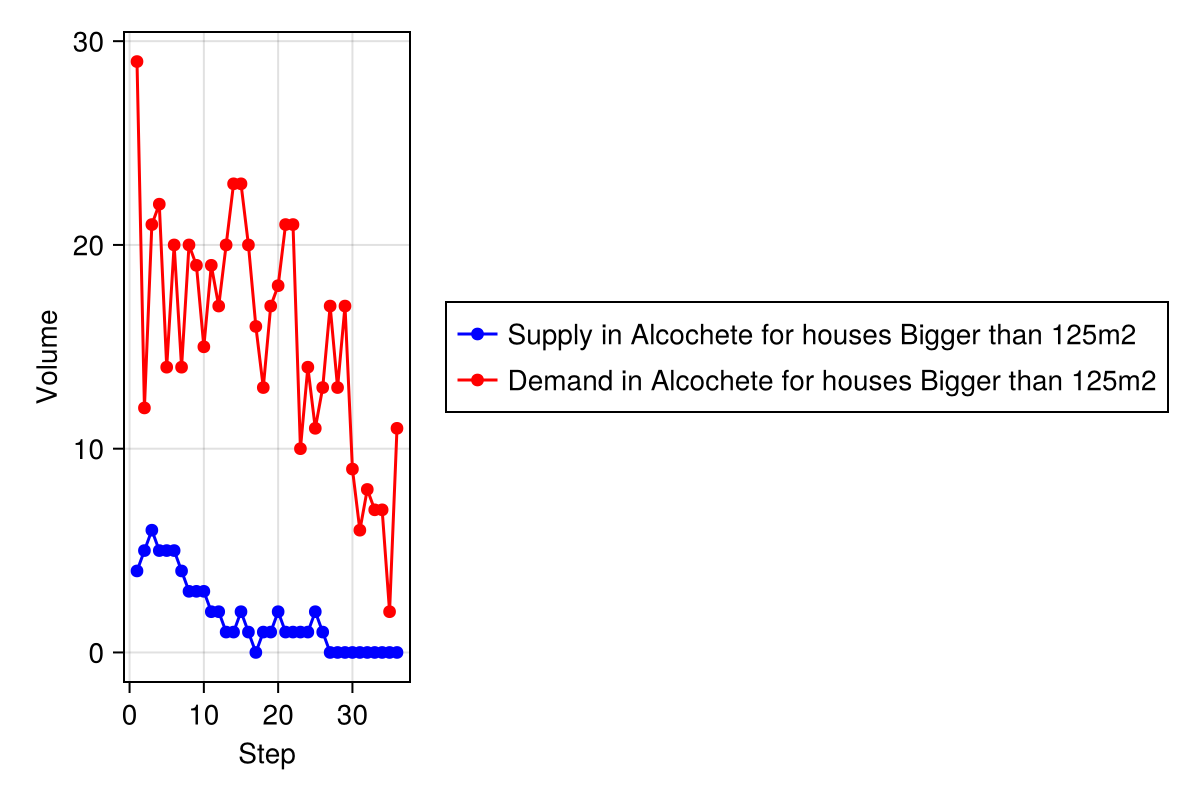 30
20
10
0
Volume
0 10 20 30
Step
Supply in Alcochete for houses Bigger than 125m2
Demand in Alcochete for houses Bigger than 125m2